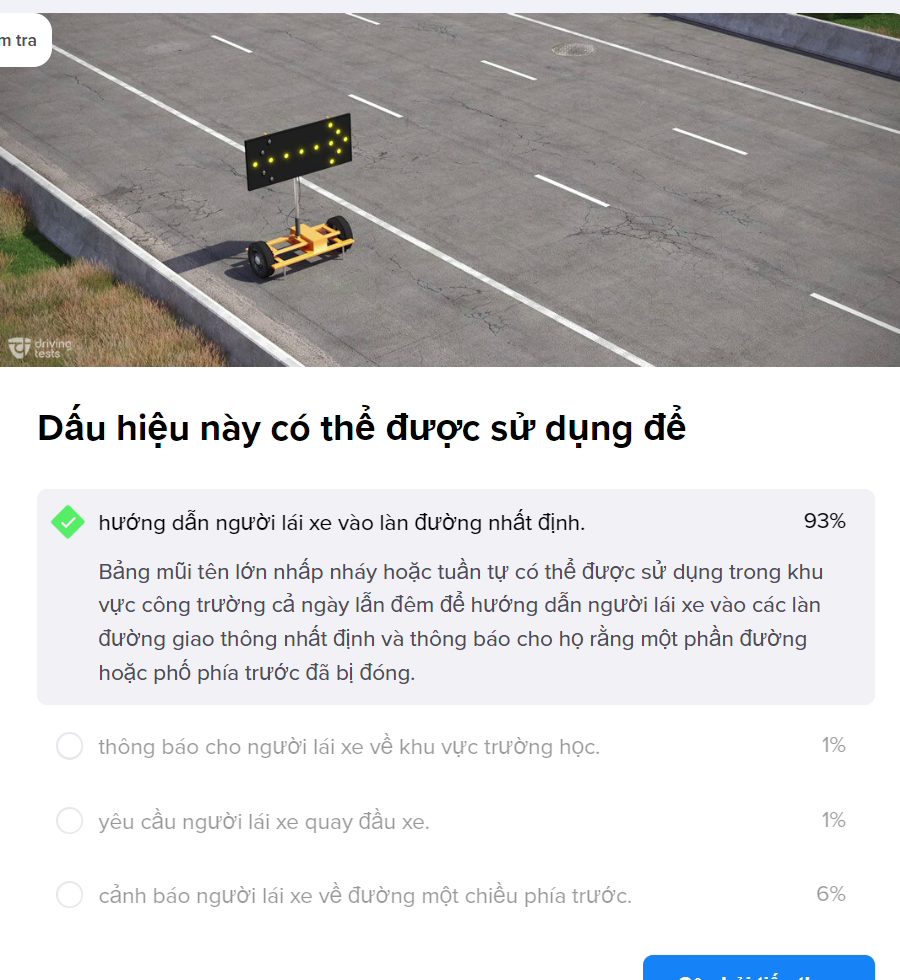 m tra
driving
tests
Dấu hiệu này có thể được sử dụng để
hướng dẫn người lái xe vào làn đường nhất định. 93%
Bảng mũi tên lớn nhấp nháy hoặc tuần tự có thể được sử dụng trong khu
vực công trường cả ngày lẫn đêm để hướng dẫn người lái xe vào các làn
đường giao thông nhất định và thông báo cho họ rằng một phần đường
hoặc phố phía trước đã bị đóng.
thông báo cho người lái xe về khu vực trường học. 1%
yêu cầu người lái xe quay đầu xe. 1%
cảnh báo người lái xe về đường một chiều phía trước. 6%